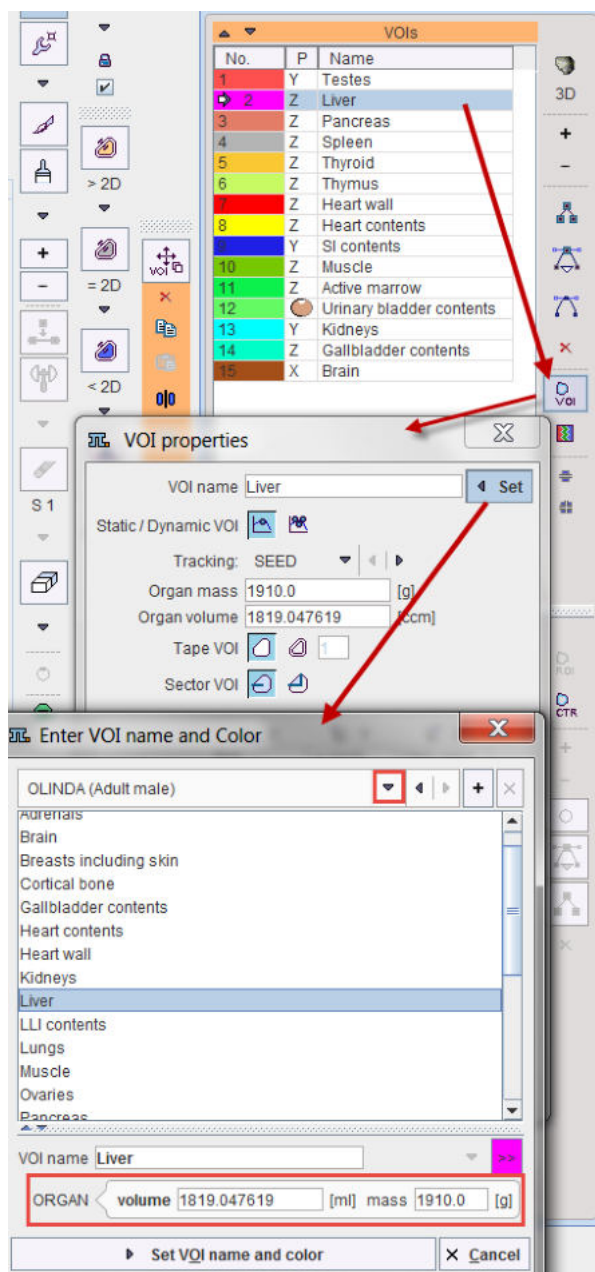 VOIs
No. P Name
1 Y Testes
2 Z Liver
3 Z Pancreas
4 Z Spleen
5 Z Thyroid
6 Z Thymus
7 Z Heart wall
8 Z Heart contents
9 Y SI contents
10 Z Muscle
11 Z Active marrow
12 Urinary bladder contents
13 Y Kidneys
14 Z Gallbladder contents
15 X Brain
3D
+
−
> 2D
= 2D
< 2D
VOI
+
−
S 1
VOI
ROI
CTR
VOI properties
VOI name Liver Set
Static / Dynamic VOI
Tracking: SEED
Organ mass 1910.0 [g]
Organ volume 1819.047619 [ccm]
Tape VOI 1
Sector VOI
Enter VOI name and Color
OLINDA (Adult male)
Adrenals
Brain
Breasts including skin
Cortical bone
Gallbladder contents
Heart contents
Heart wall
Kidneys
Liver
LLI contents
Lungs
Muscle
Ovaries
Pancreas
VOI name Liver >>
ORGAN volume 1819.047619 [ml] mass 1910.0 [g]
Set VOI name and color Cancel